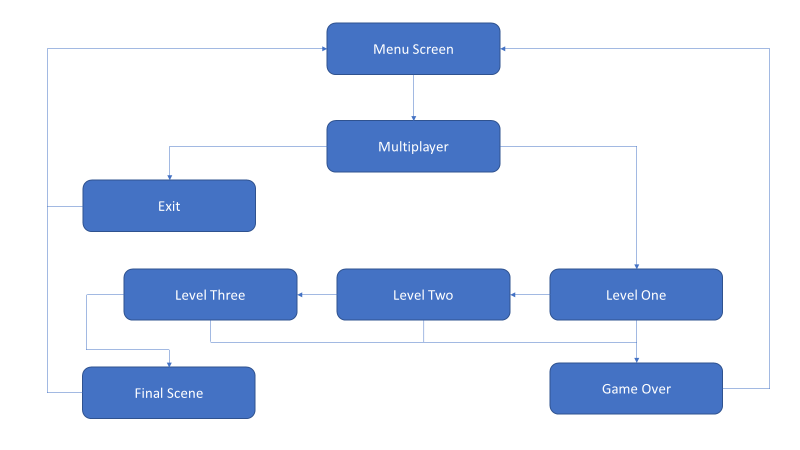 Menu Screen
Multiplayer
Exit
Level Three
Level Two
Level One
Final Scene
Game Over